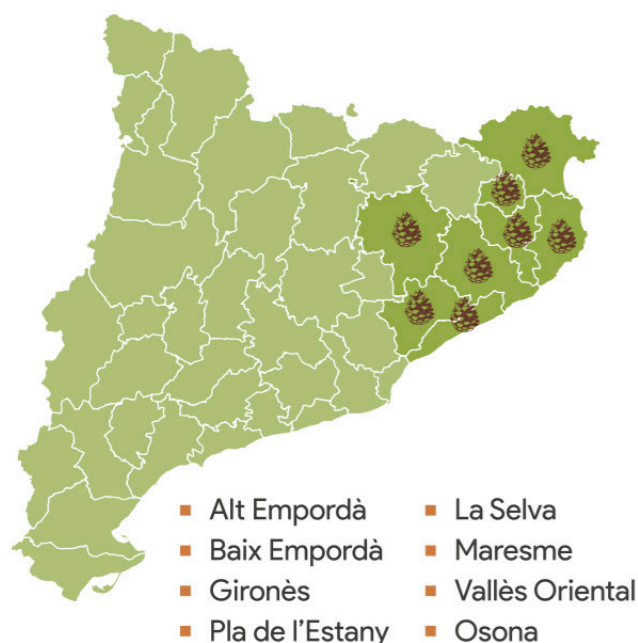 Alt Empordà
Baix Empordà
Gironès
Pla de l’Estany
La Selva
Maresme
Vallès Oriental
Osona